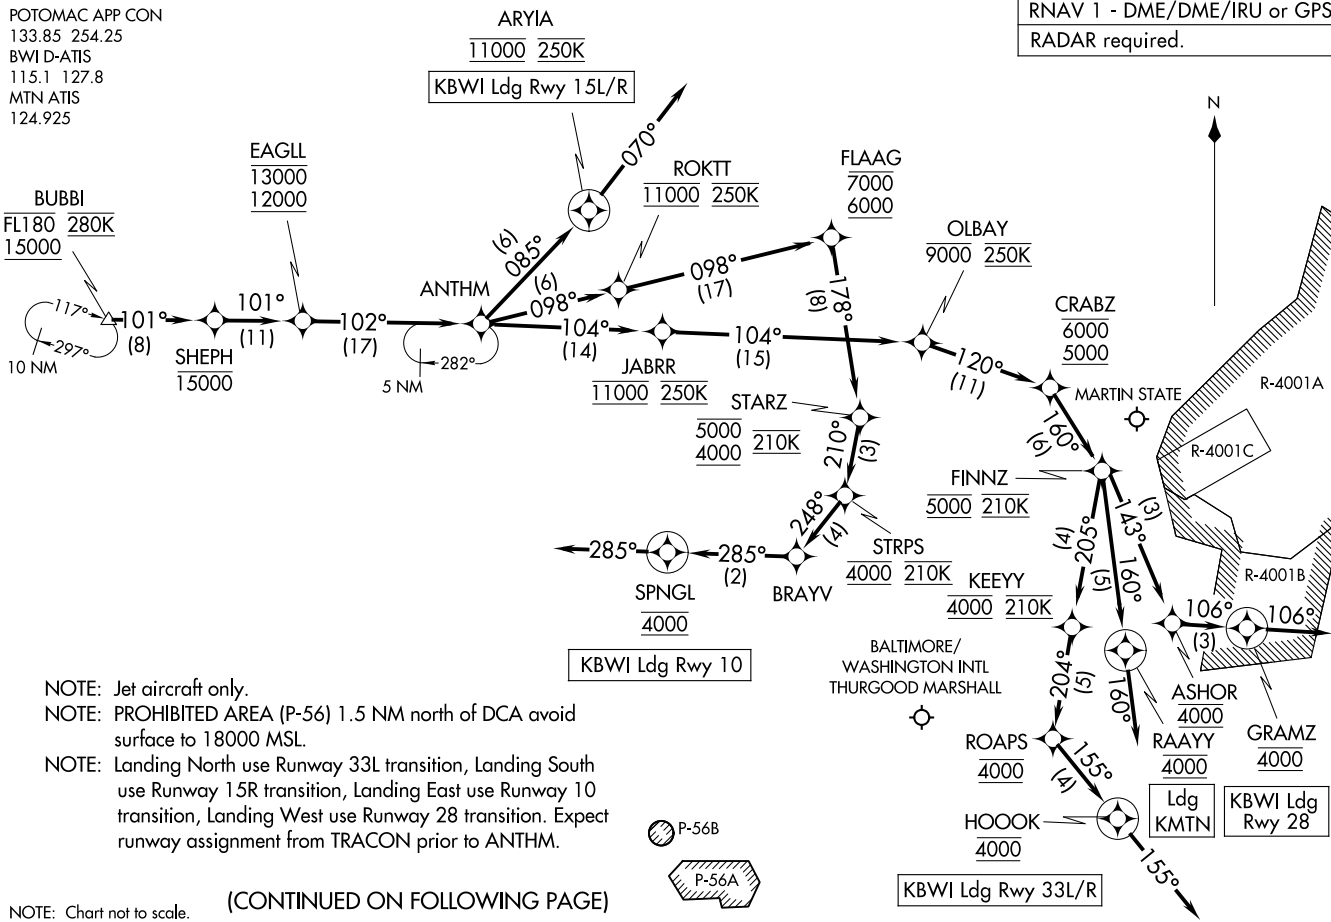 POTOMAC APP CON
133.85 254.25
BWI D-ATIS
115.1 127.8
MTN ATIS
124.925
RNAV 1 - DME/DME/IRU or GPS
RADAR required.
ARYIA
11000 250K
KBWI Ldg Rwy 15L/R
070°
N
EAGLL
13000
12000
ROKTT
11000 250K
FLAAG
7000
6000
BUBBI
FL180 280K
15000
OLBAY
9000 250K
085°
(6)
ANTHM
098°
(6)
098°
(17)
178°
(8)
CRABZ
6000
5000
117°
297°
10 NM
101°
(8)
SHEPH
15000
101°
(11)
102°
(17)
282°
5 NM
104°
(14)
JABRR
11000 250K
104°
(15)
120°
(11)
MARTIN STATE
R-4001A
R-4001C
R-4001B
STARZ
5000
4000
210K
210°
(3)
160°
(6)
FINNZ
5000 210K
248°
(4)
STRPS
4000 210K
BRAYV
285°
(2)
285°
SPNGL
4000
KBWI Ldg Rwy 10
205°
(4)
160°
(5)
143°
(3)
KEEYY
4000 210K
106°
(3)
106°
BALTIMORE/
WASHINGTON INTL
THURGOOD MARSHALL
204°
(5)
160°
ASHOR
4000
GRAMZ
4000
KBWI Ldg
Rwy 28
RAAYY
4000
Ldg
KMTN
ROAPS
4000
155°
(4)
HOOOK
4000
155°
KBWI Ldg Rwy 33L/R
NOTE: Jet aircraft only.
NOTE: PROHIBITED AREA (P-56) 1.5 NM north of DCA avoid
surface to 18000 MSL.
NOTE: Landing North use Runway 33L transition, Landing South
use Runway 15R transition, Landing East use Runway 10
transition, Landing West use Runway 28 transition. Expect
runway assignment from TRACON prior to ANTHM.
P-56B
P-56A
(CONTINUED ON FOLLOWING PAGE)
NOTE: Chart not to scale.